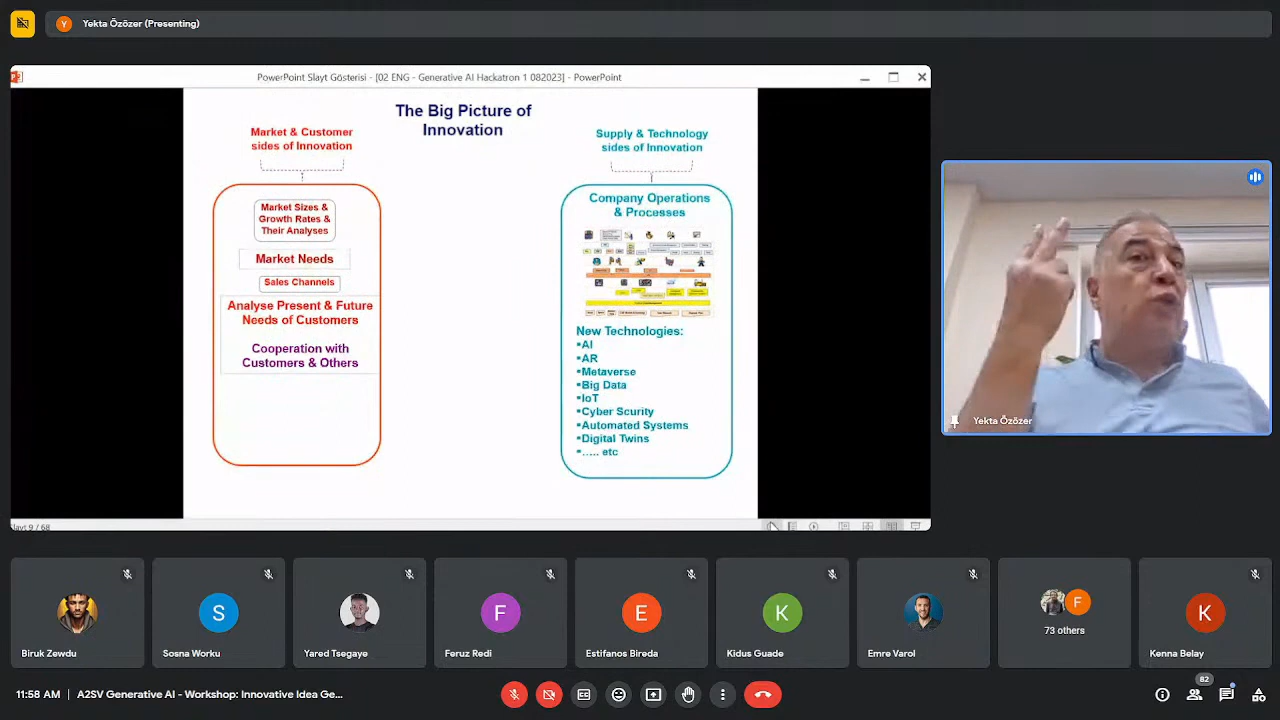 Y
Yekta Özözer (Presenting)
PowerPoint Slayt Gösterisi - [02 ENG - Generative AI Hackatron 1 082023] - PowerPoint
The Big Picture of
Innovation
Market & Customer
sides of Innovation
Market Sizes &
Growth Rates &
Their Analyses
Market Needs
Sales Channels
Analyse Present & Future
Needs of Customers
Cooperation with
Customers & Others
Supply & Technology
sides of Innovation
Company Operations
& Processes
New Technologies:
▪AI
▪AR
▪Metaverse
▪Big Data
▪IoT
▪Cyber Scurity
▪Automated Systems
▪Digital Twins
▪….. etc
Slayt 9 / 68
Yekta Özözer
Biruk Zewdu
S
Sosna Worku
Yared Tsegaye
F
Feruz Redi
E
Estifanos Bireda
K
Kidus Guade
Emre Varol
F
73 others
K
Kenna Belay
11:58 AM | A2SV Generative AI - Workshop: Innovative Idea Ge...
82